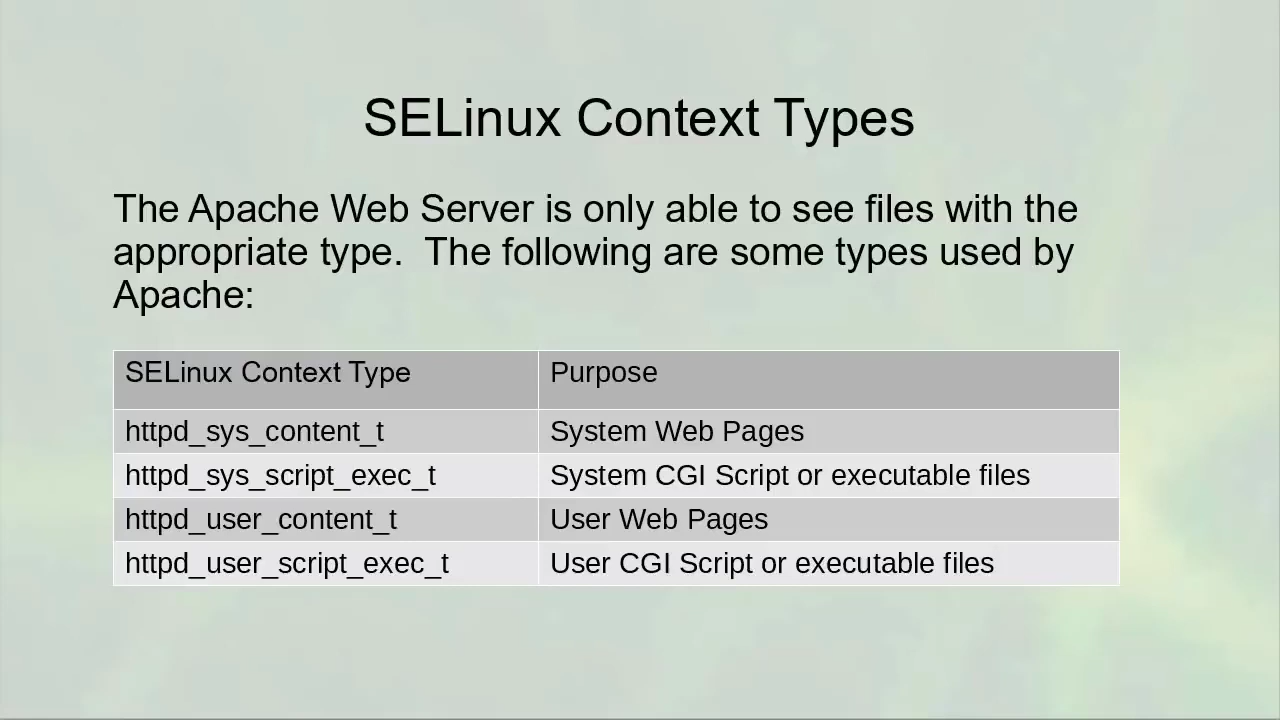 SELinux Context Types
The Apache Web Server is only able to see files with the
appropriate type.  The following are some types used by
Apache:
SELinux Context Type Purpose
httpd_sys_content_t System Web Pages
httpd_sys_script_exec_t System CGI Script or executable files
httpd_user_content_t User Web Pages
httpd_user_script_exec_t User CGI Script or executable files